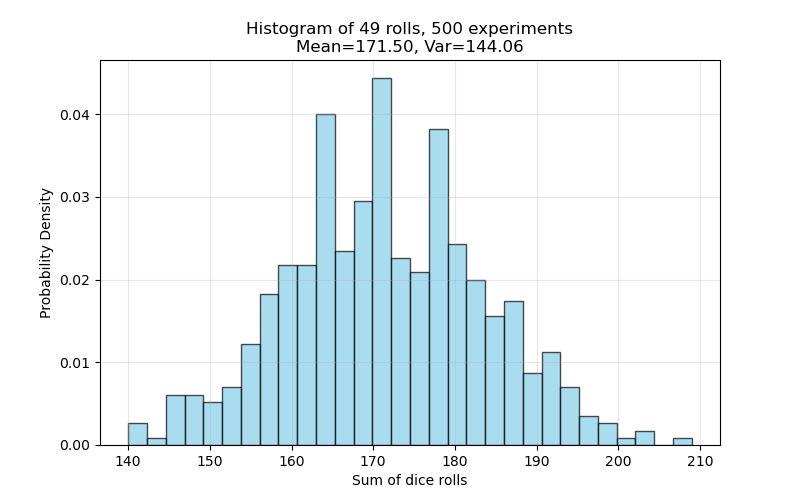 Histogram of 49 rolls, 500 experiments
Mean=171.50, Var=144.06
0.04
0.03
0.02
0.01
0.00
Probability Density
140 150 160 170 180 190 200 210
Sum of dice rolls